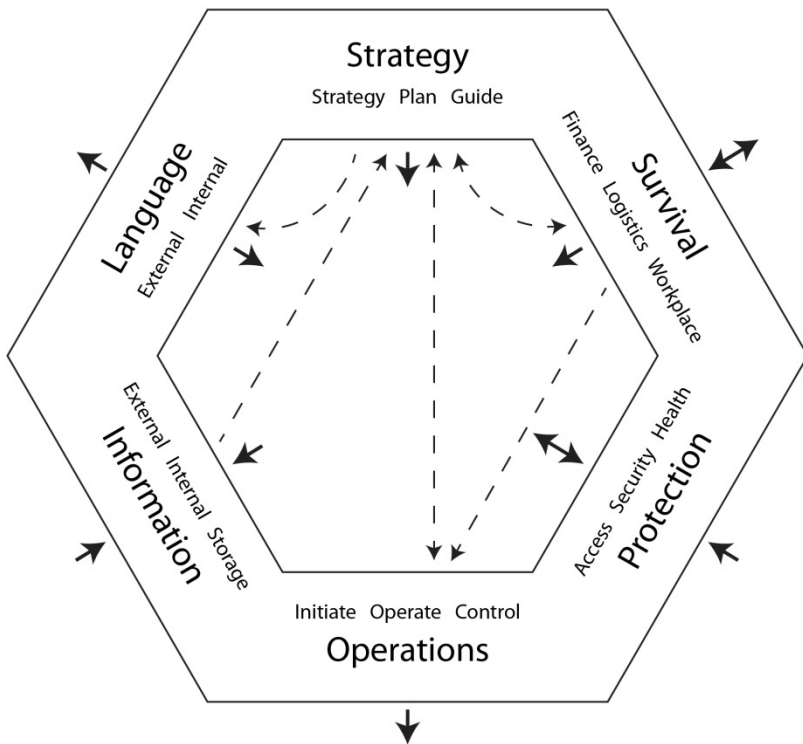 Strategy
Strategy Plan Guide
Language
External Internal
Survival
Finance Logistics Workplace
Information
External Internal Storage
Protection
Access Security Health
Initiate Operate Control
Operations